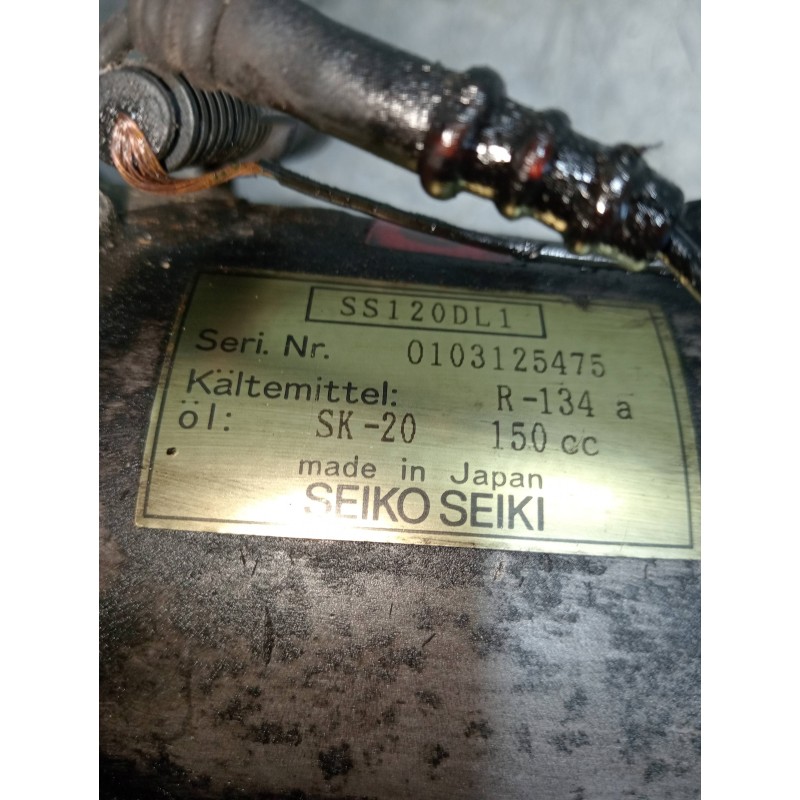 SS120DL1
Seri. Nr. 0103125475
Kältemittel: R-134 a
öl: SK-20 150 cc
made in Japan
SEIKO SEIKI